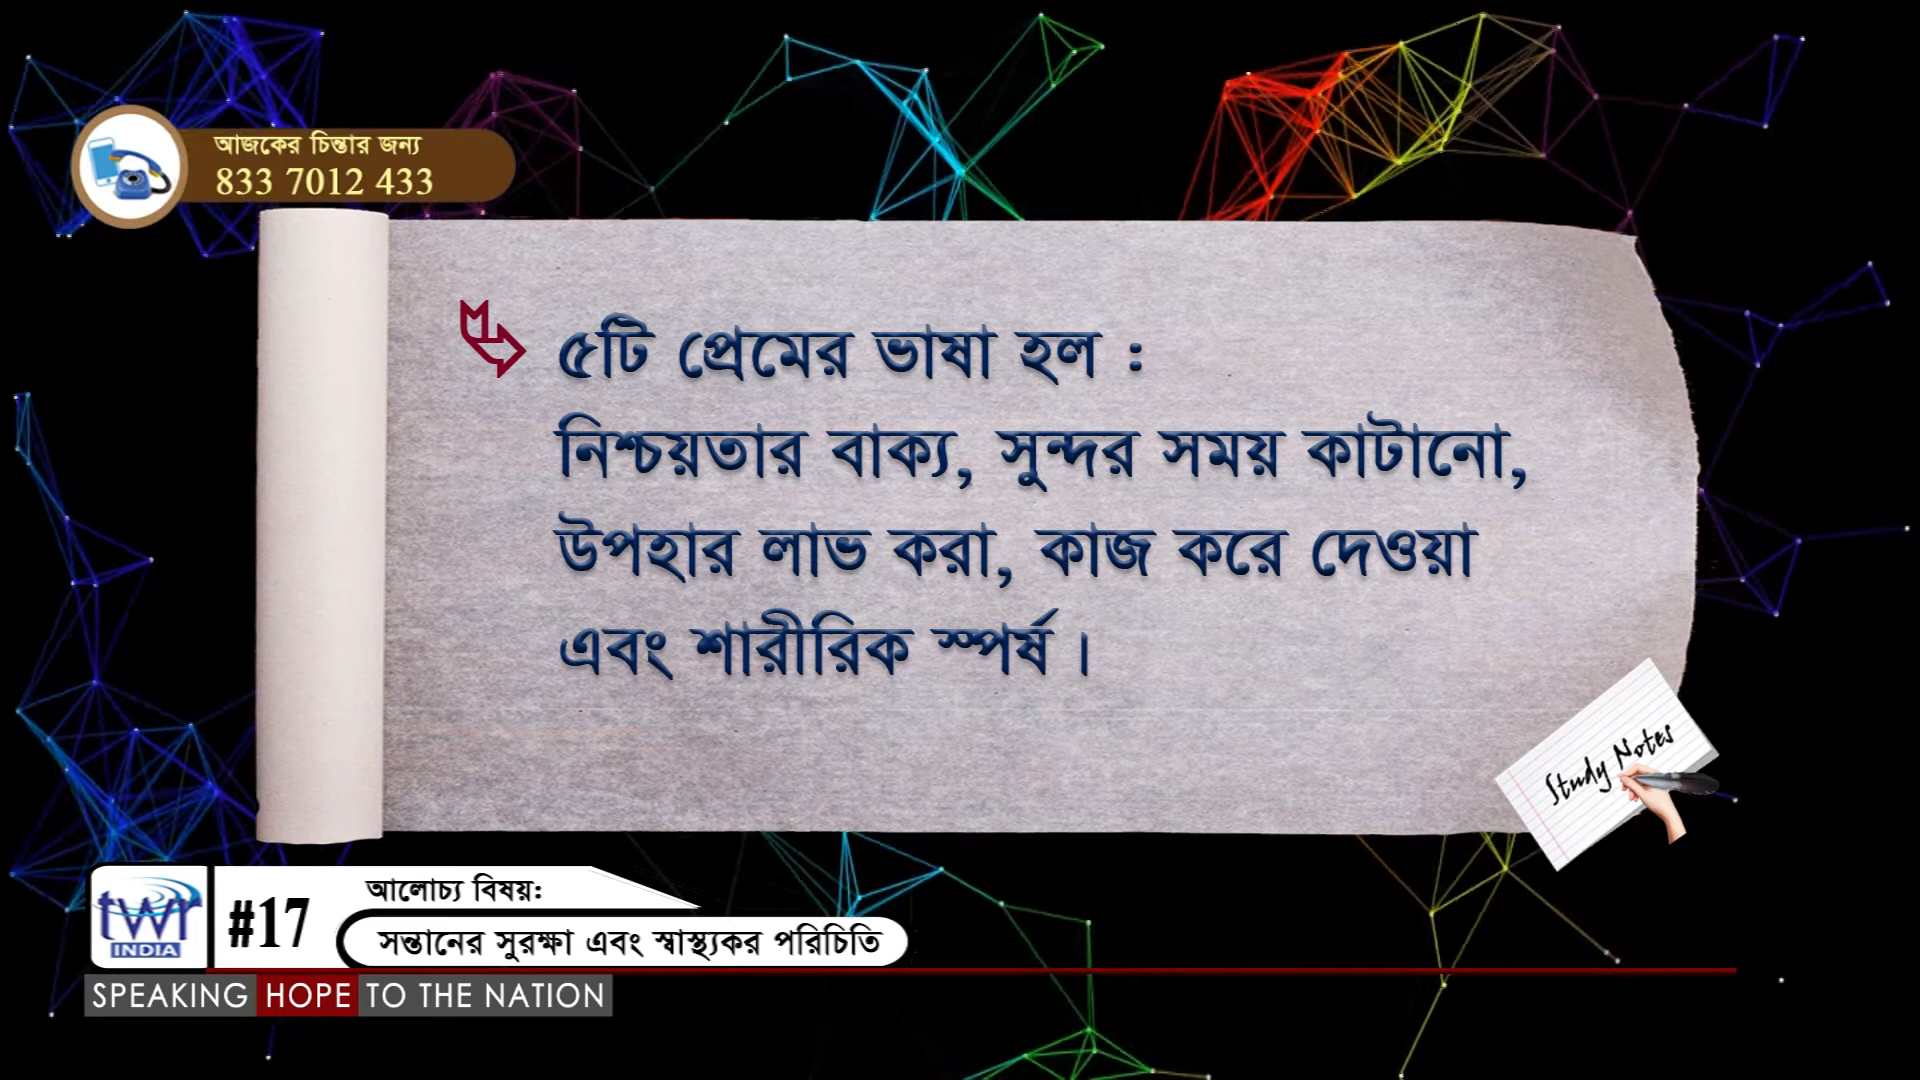 আজকের চিন্তার জন্য
833 7012 433
৫টি প্রেমের ভাষা হল :
নিশ্চয়তার বাক্য, সুন্দর সময় কাটানো,
উপহার লাভ করা, কাজ করে দেওয়া
এবং শারীরিক স্পর্ষ ।
Study Notes
twr
INDIA
#17
আলোচ্য বিষয়:
সন্তানের সুরক্ষা এবং স্বাস্থ্যকর পরিচিতি
SPEAKING HOPE TO THE NATION